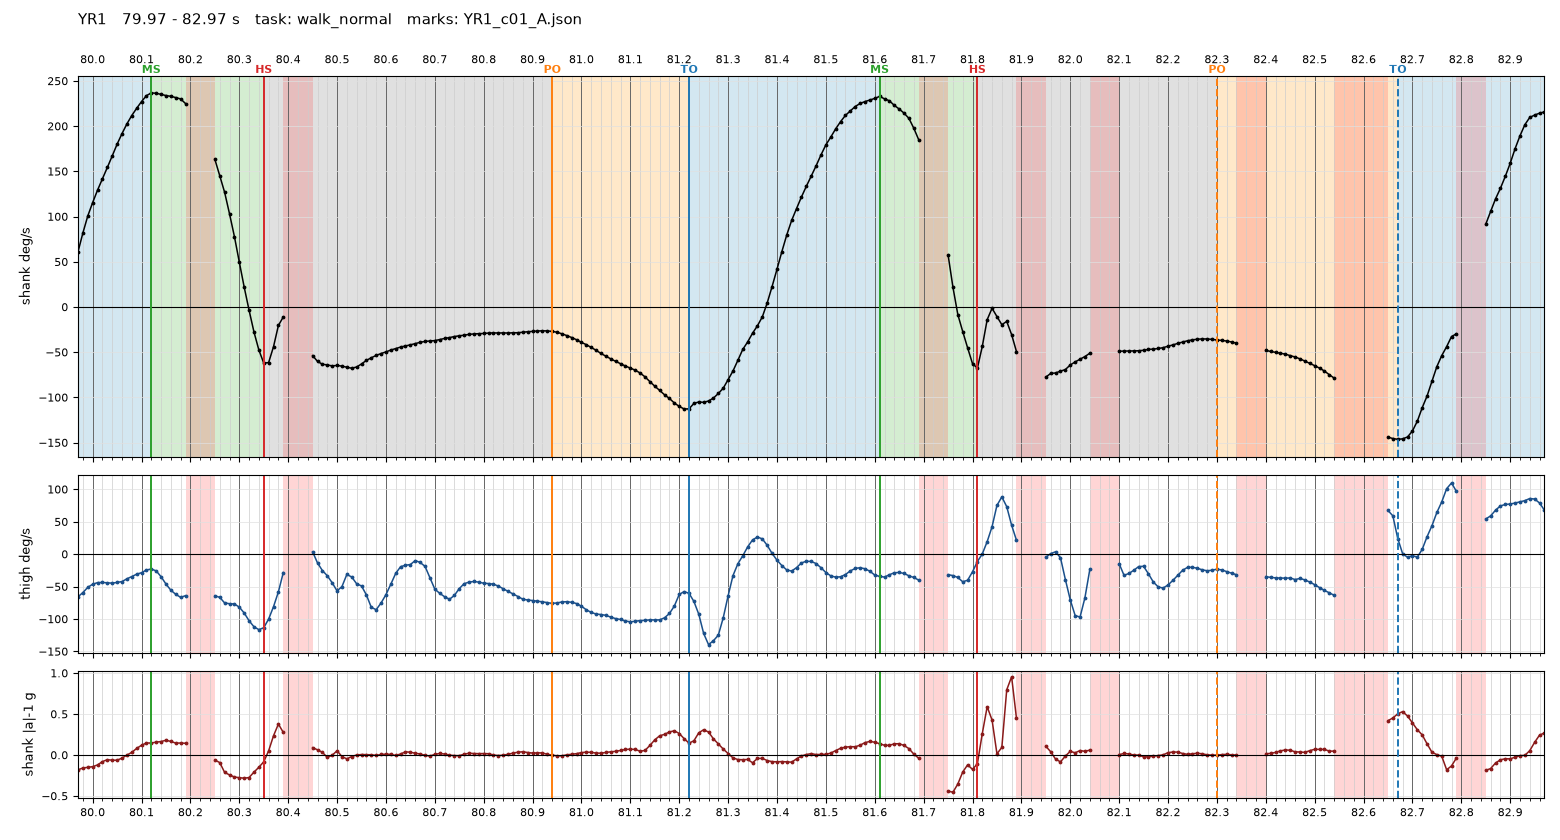 YR1 79.97 - 82.97 s task: walk_normal marks: YR1_c01_A.json
80.0 80.1 80.2 80.3 80.4 80.5 80.6 80.7 80.8 80.9 81.0 81.1 81.2 81.3 81.4 81.5 81.6 81.7 81.8 81.9 82.0 82.1 82.2 82.3 82.4 82.5 82.6 82.7 82.8 82.9
MS HS PO TO MS HS PO TO
250
200
150
100
50
0
−50
−100
−150
shank deg/s
100
50
0
−50
−100
−150
thigh deg/s
1.0
0.5
0.0
−0.5
shank |a|-1 g
80.0 80.1 80.2 80.3 80.4 80.5 80.6 80.7 80.8 80.9 81.0 81.1 81.2 81.3 81.4 81.5 81.6 81.7 81.8 81.9 82.0 82.1 82.2 82.3 82.4 82.5 82.6 82.7 82.8 82.9